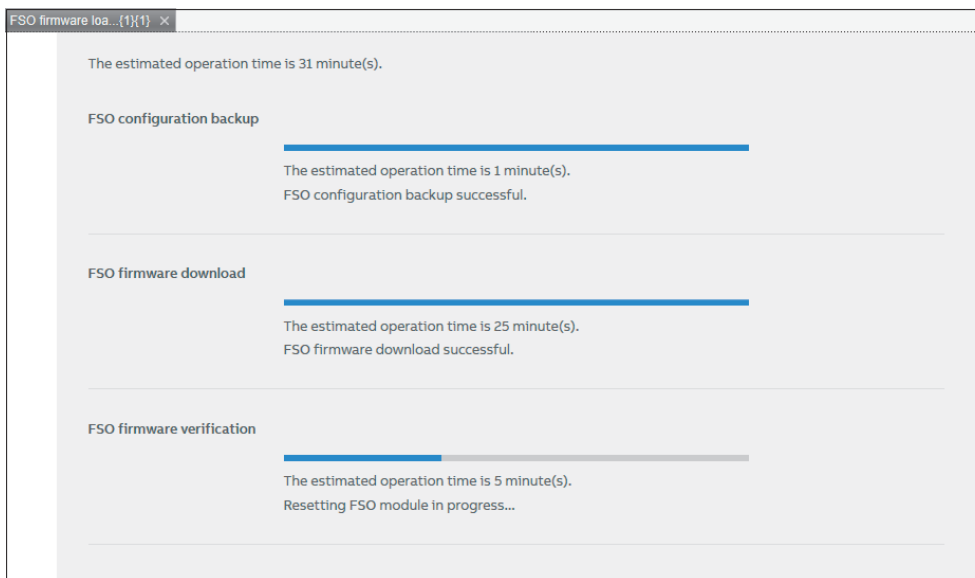 FSO firmware loa...{1}{1} ×
The estimated operation time is 31 minute(s).
FSO configuration backup
The estimated operation time is 1 minute(s).
FSO configuration backup successful.
FSO firmware download
The estimated operation time is 25 minute(s).
FSO firmware download successful.
FSO firmware verification
The estimated operation time is 5 minute(s).
Resetting FSO module in progress...